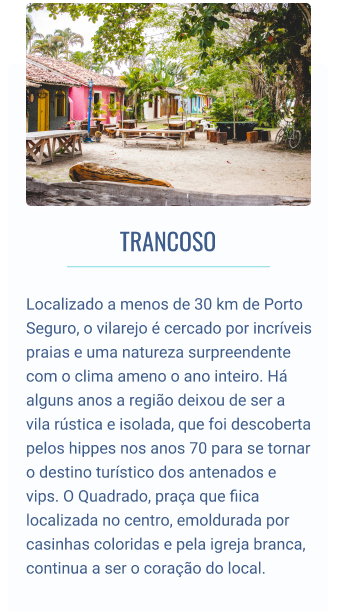 TRANCOSO
Localizado a menos de 30 km de Porto
Seguro, o vilarejo é cercado por incríveis
praias e uma natureza surpreendente
com o clima ameno o ano inteiro. Há
alguns anos a região deixou de ser a
vila rústica e isolada, que foi descoberta
pelos hippes nos anos 70 para se tornar
o destino turístico dos antenados e
vips. O Quadrado, praça que fiica
localizada no centro, emoldurada por
casinhas coloridas e pela igreja branca,
continua a ser o coração do local.